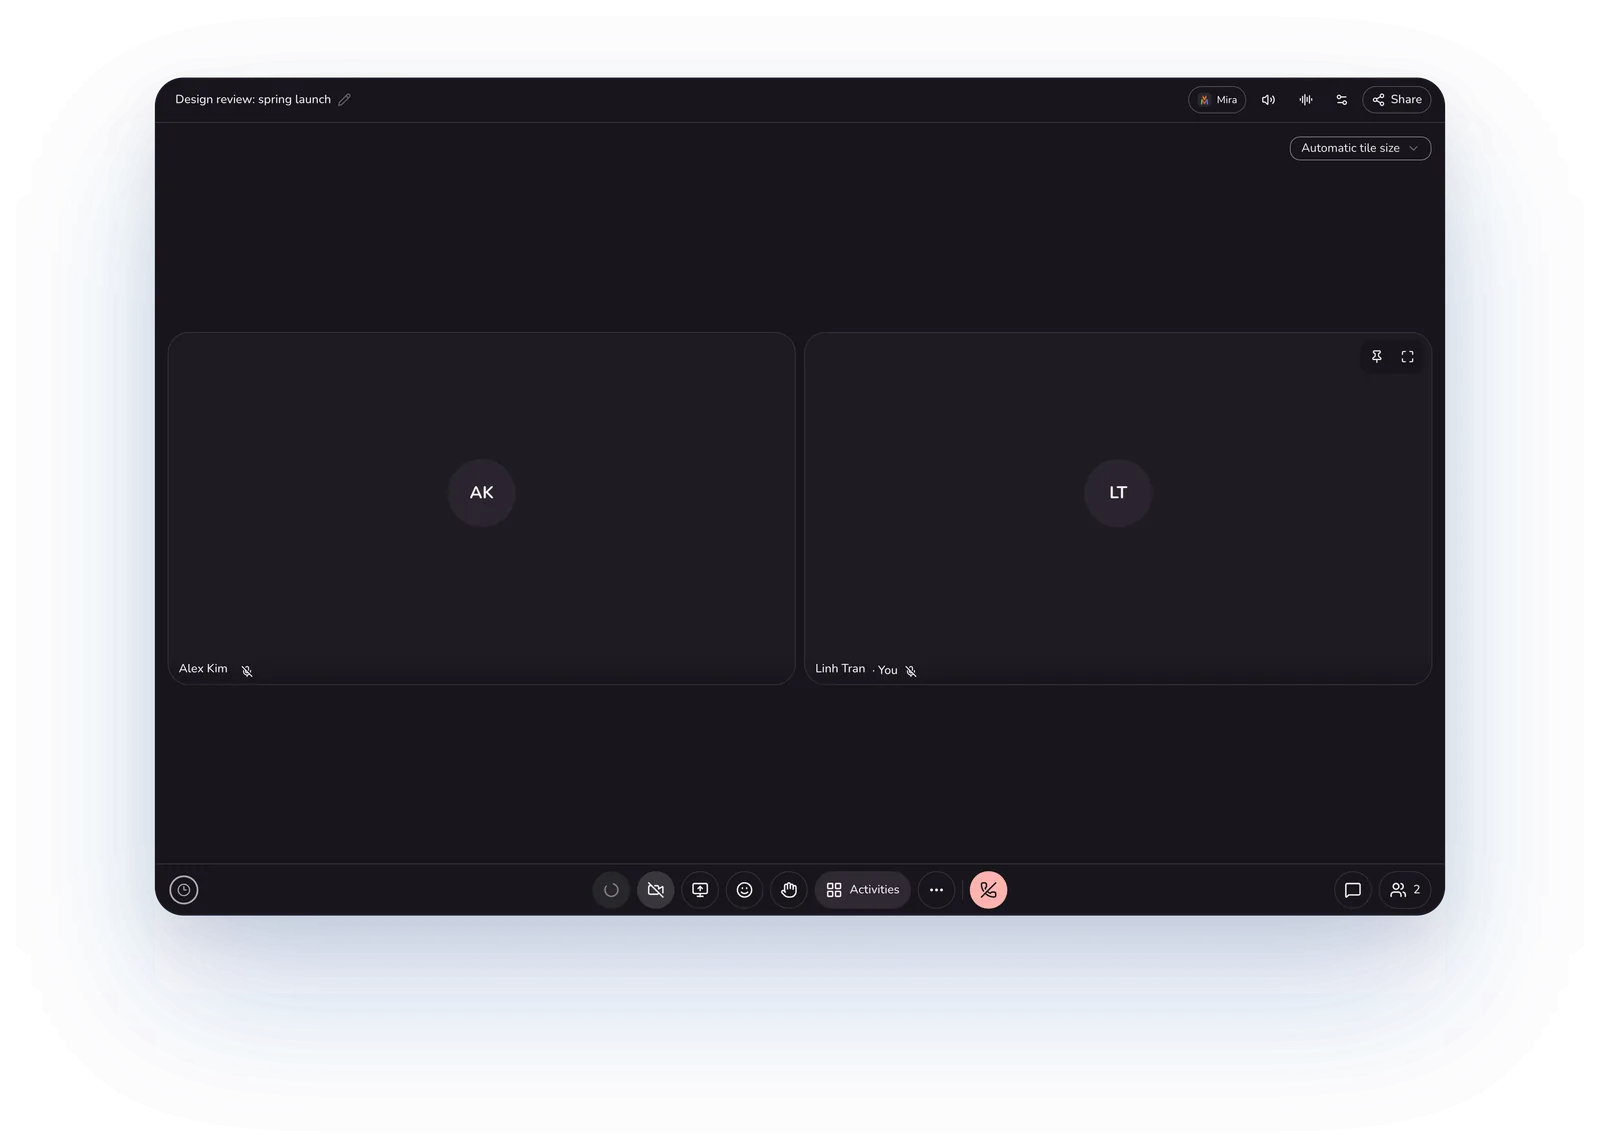 Design review: spring launch
Mira
Share
Automatic tile size
AK
LT
Alex Kim
Linh Tran · You
Activities
2